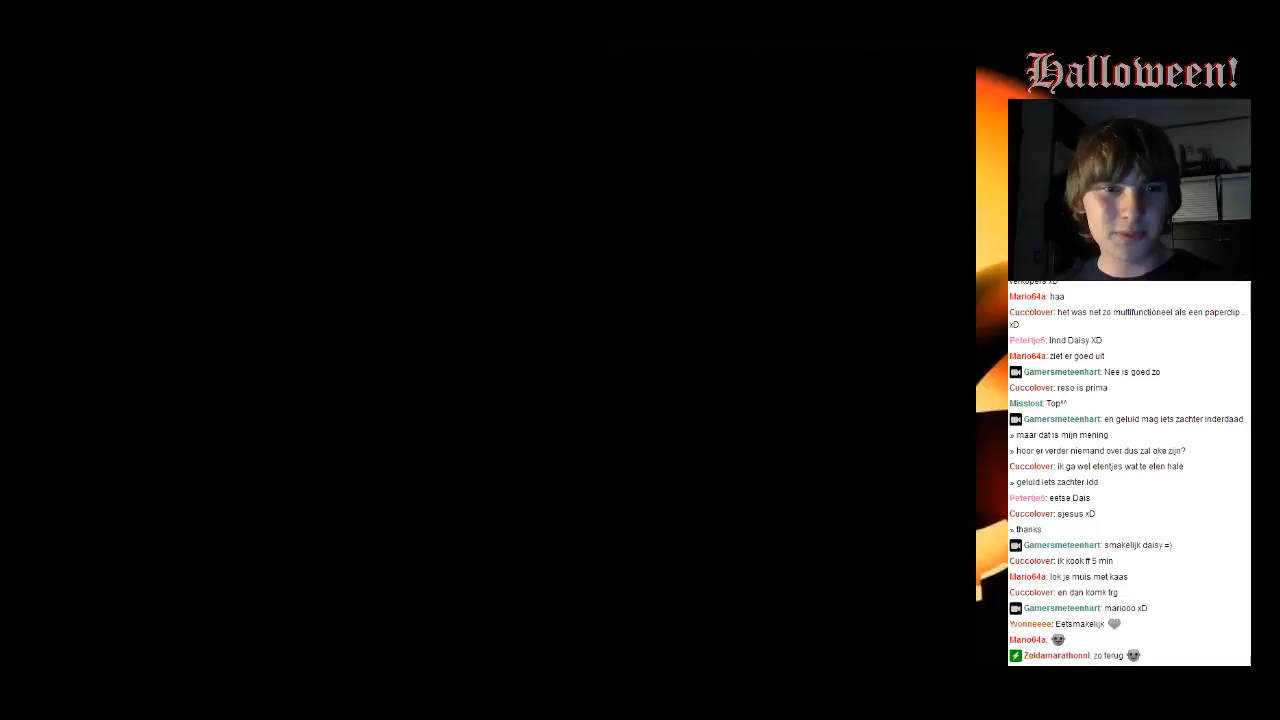 Halloween!
verkopers xD
Mario64a: haa
Cuccolover: het was net zo multifunctioneel als een paperclip ...
xD
Petertje5: Innd Daisy XD
Mario64a: ziet er goed uit
Gamersmeteenhart: Nee is goed zo
Cuccolover: reso is prima
Misslost: Top^^
Gamersmeteenhart: en geluid mag iets zachter inderdaad
» maar dat is mijn mening
» hoor er verder niemand over dus zal oke zijn?
Cuccolover: ik ga wel etentjes wat te eten hale
» geluid iets zachter idd
Petertje5: eetse Dais
Cuccolover: sjesus xD
» thanks
Gamersmeteenhart: smakelijk daisy =)
Cuccolover: ik kook ff 5 min
Mario64a: lok je muis met kaas
Cuccolover: en dan komk trg
Gamersmeteenhart: mariooo xD
Yvonneeee: Eetsmakelijk
Mario64a:
Zeldamarathonnl: zo terug